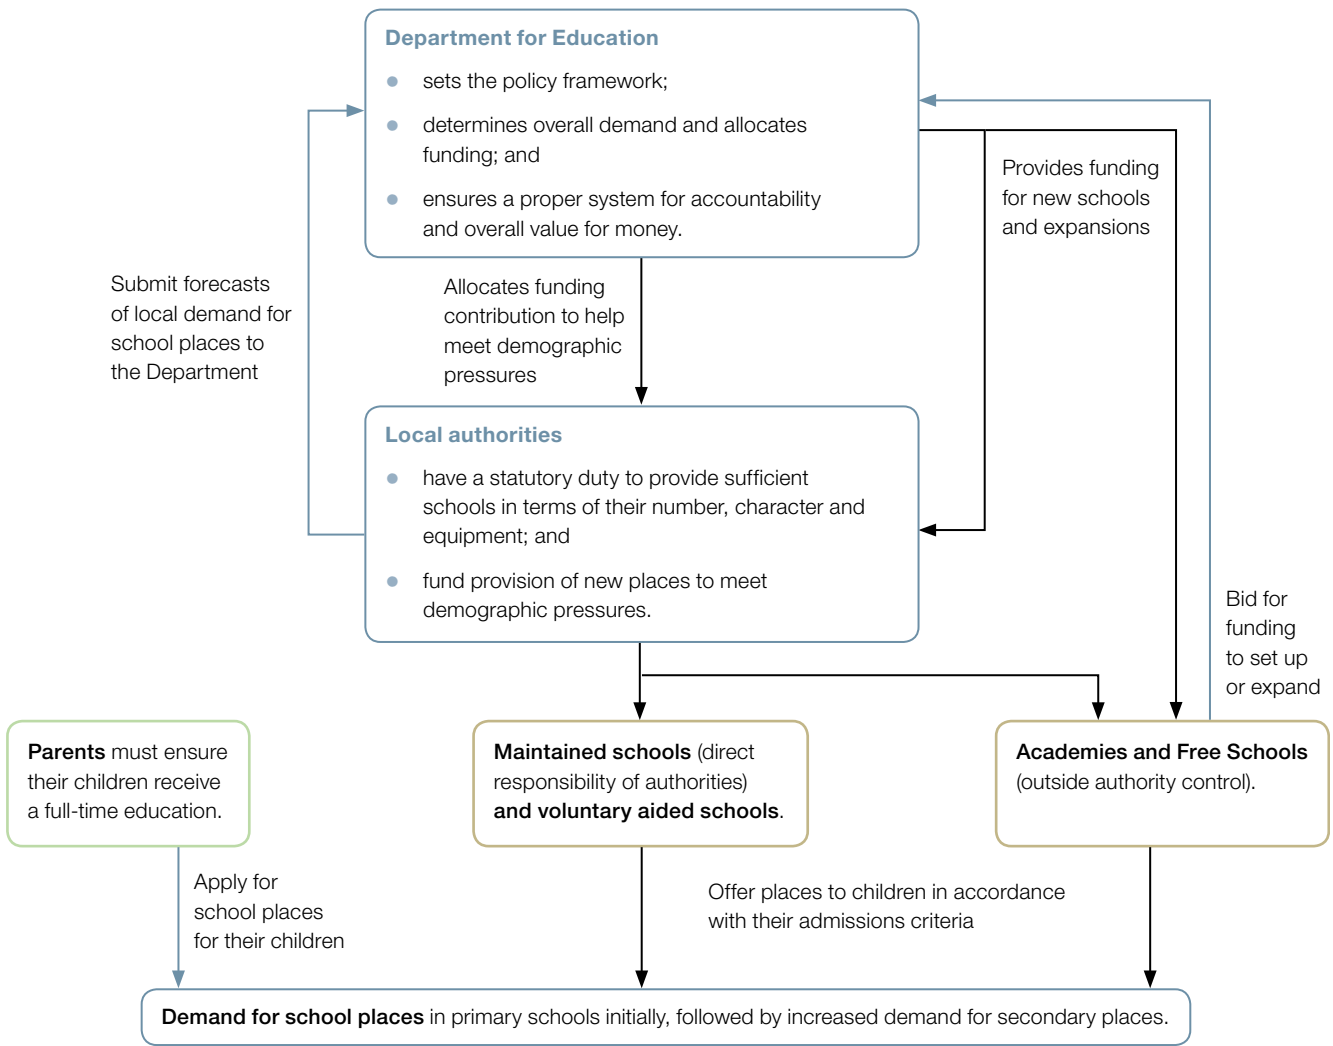 Department for Education
sets the policy framework;
determines overall demand and allocates
funding; and
ensures a proper system for accountability
and overall value for money.
Provides funding
for new schools
and expansions
Submit forecasts
of local demand for
school places to
the Department
Allocates funding
contribution to help
meet demographic
pressures
Local authorities
have a statutory duty to provide sufficient
schools in terms of their number, character and
equipment; and
fund provision of new places to meet
demographic pressures.
Bid for
funding
to set up
or expand
Parents must ensure
their children receive
a full-time education.
Maintained schools (direct
responsibility of authorities)
and voluntary aided schools.
Academies and Free Schools
(outside authority control).
Apply for
school places
for their children
Offer places to children in accordance
with their admissions criteria
Demand for school places in primary schools initially, followed by increased demand for secondary places.